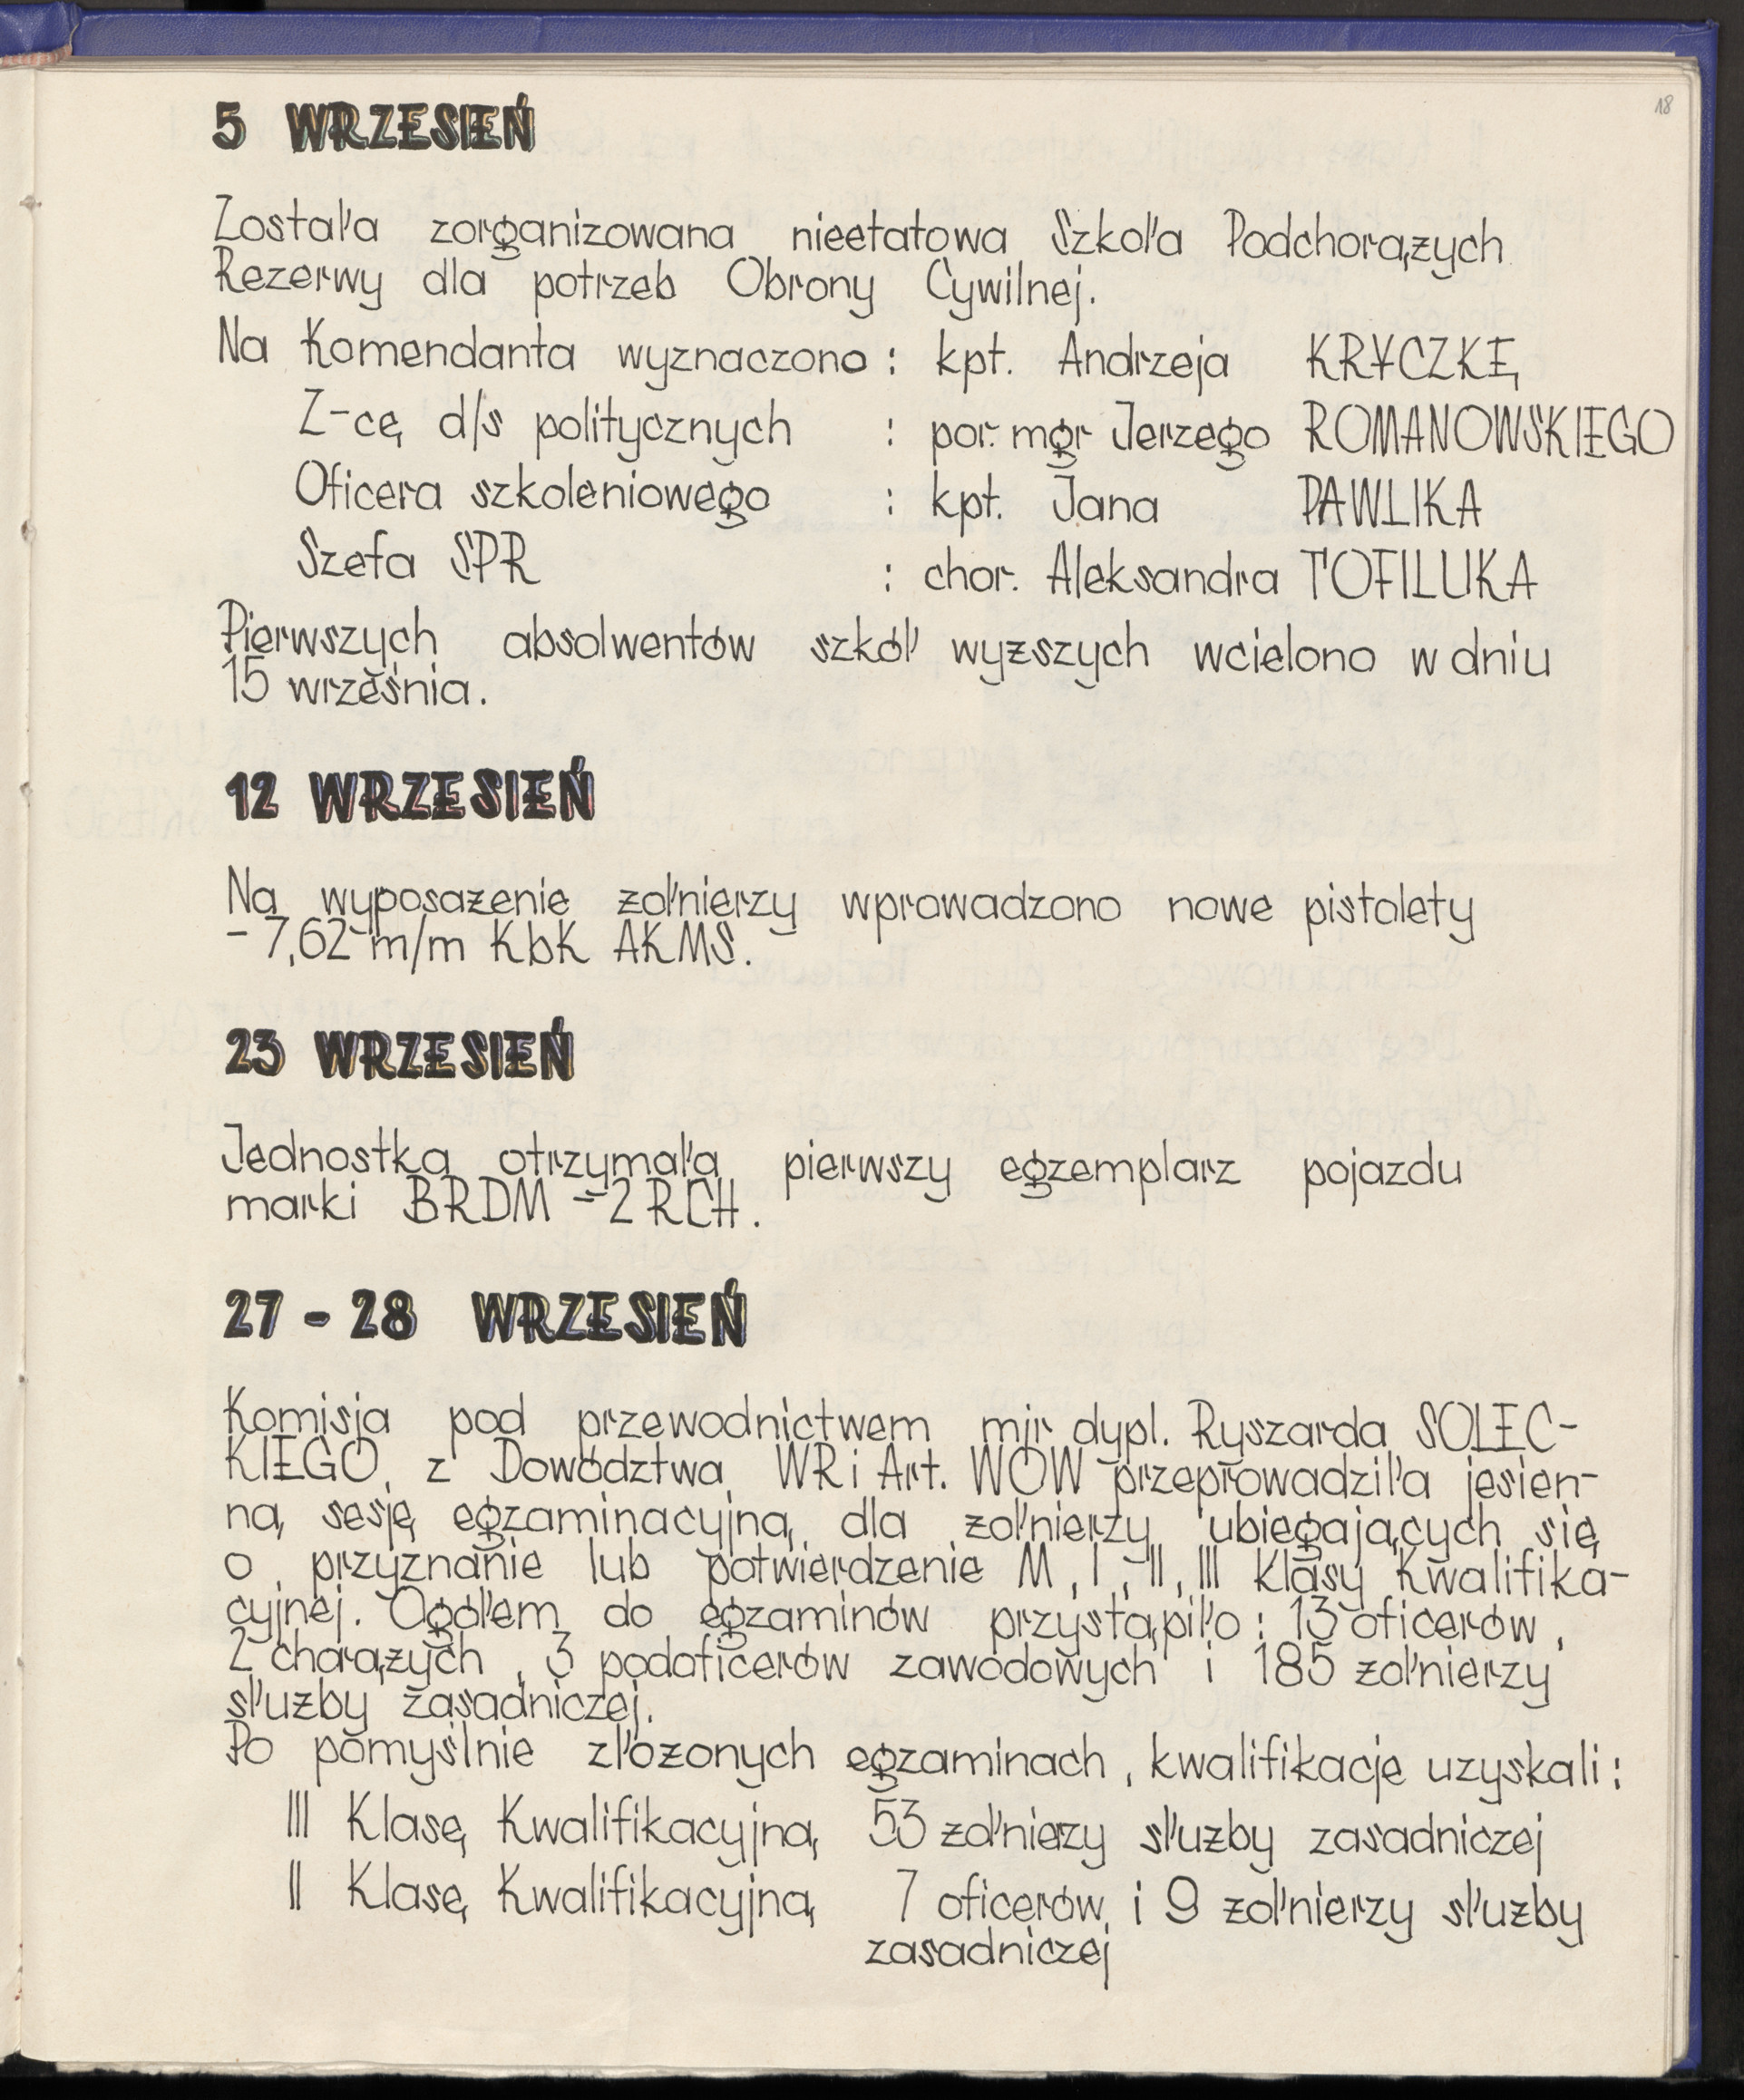 18
5 WRZESIEŃ
Została zorganizowana nieetatowa Szkoła Podchorążych
Rezerwy dla potrzeb Obrony Cywilnej.
Na Komendanta wyznaczono : kpt. Andrzeja KRYCZKĘ
Z-cę d/s politycznych : por. mgr Jerzego ROMANOWSKIEGO
Oficera szkoleniowego : kpt. Jana PAWLIKA
Szefa SPR : chor. Aleksandra TOFILUKA
Pierwszych absolwentów szkół wyższych wcielono w dniu
15 września.
12 WRZESIEŃ
Na wyposażenie żołnierzy wprowadzono nowe pistolety
- 7,62 m/m KbK AKMS.
23 WRZESIEŃ
Jednostka otrzymała pierwszy egzemplarz pojazdu
marki BRDM - 2 RCH.
27 - 28 WRZESIEŃ
Komisja pod przewodnictwem mjr dypl. Ryszarda SOLEC-
KIEGO z Dowództwa WR i Art. WOW przeprowadziła jesien-
ną sesję egzaminacyjną dla żołnierzy ubiegających się
o przyznanie lub potwierdzenie M, I, II, III Klasy Kwalifika-
cyjnej. Ogółem do egzaminów przystąpiło : 13 oficerów,
2 chorążych, 3 podoficerów zawodowych i 185 żołnierzy
służby zasadniczej.
Po pomyślnie złożonych egzaminach, kwalifikacje uzyskali :
III Klasę Kwalifikacyjną 53 żołnierzy służby zasadniczej
II Klasę Kwalifikacyjną 7 oficerów i 9 żołnierzy służby
zasadniczej